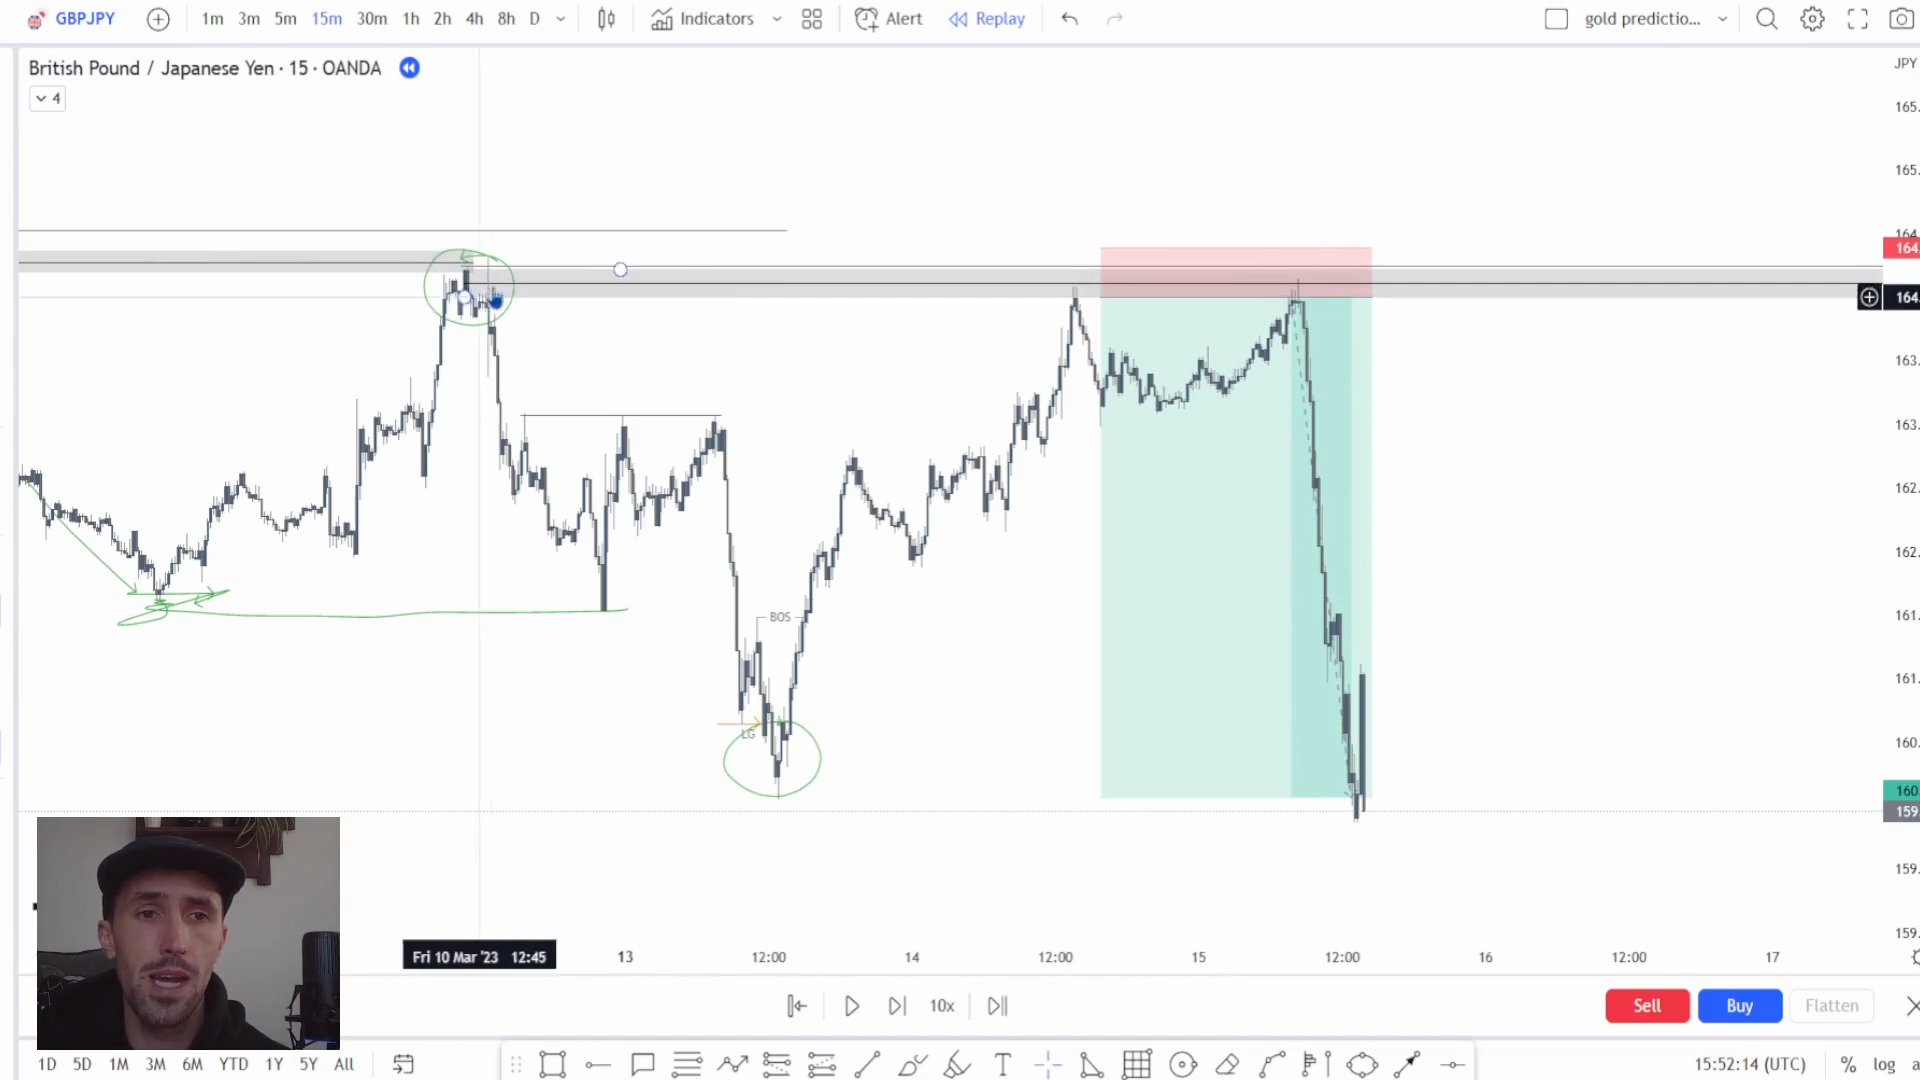 GBPJPY 1m 3m 5m 15m 30m 1h 2h 4h 8h D Indicators Alert Replay gold predictio...
British Pound / Japanese Yen · 15 · OANDA
4
JPY
165.
165.
164
164.
164.
163.
163.
162.
162.
161.
161.
160.
160
159.
159.
159.
BOS
LG
Fri 10 Mar '23 12:45 13 12:00 14 12:00 15 12:00 16 12:00 17
10x Sell Buy Flatten
1D 5D 1M 3M 6M YTD 1Y 5Y All T 15:52:14 (UTC) % log a